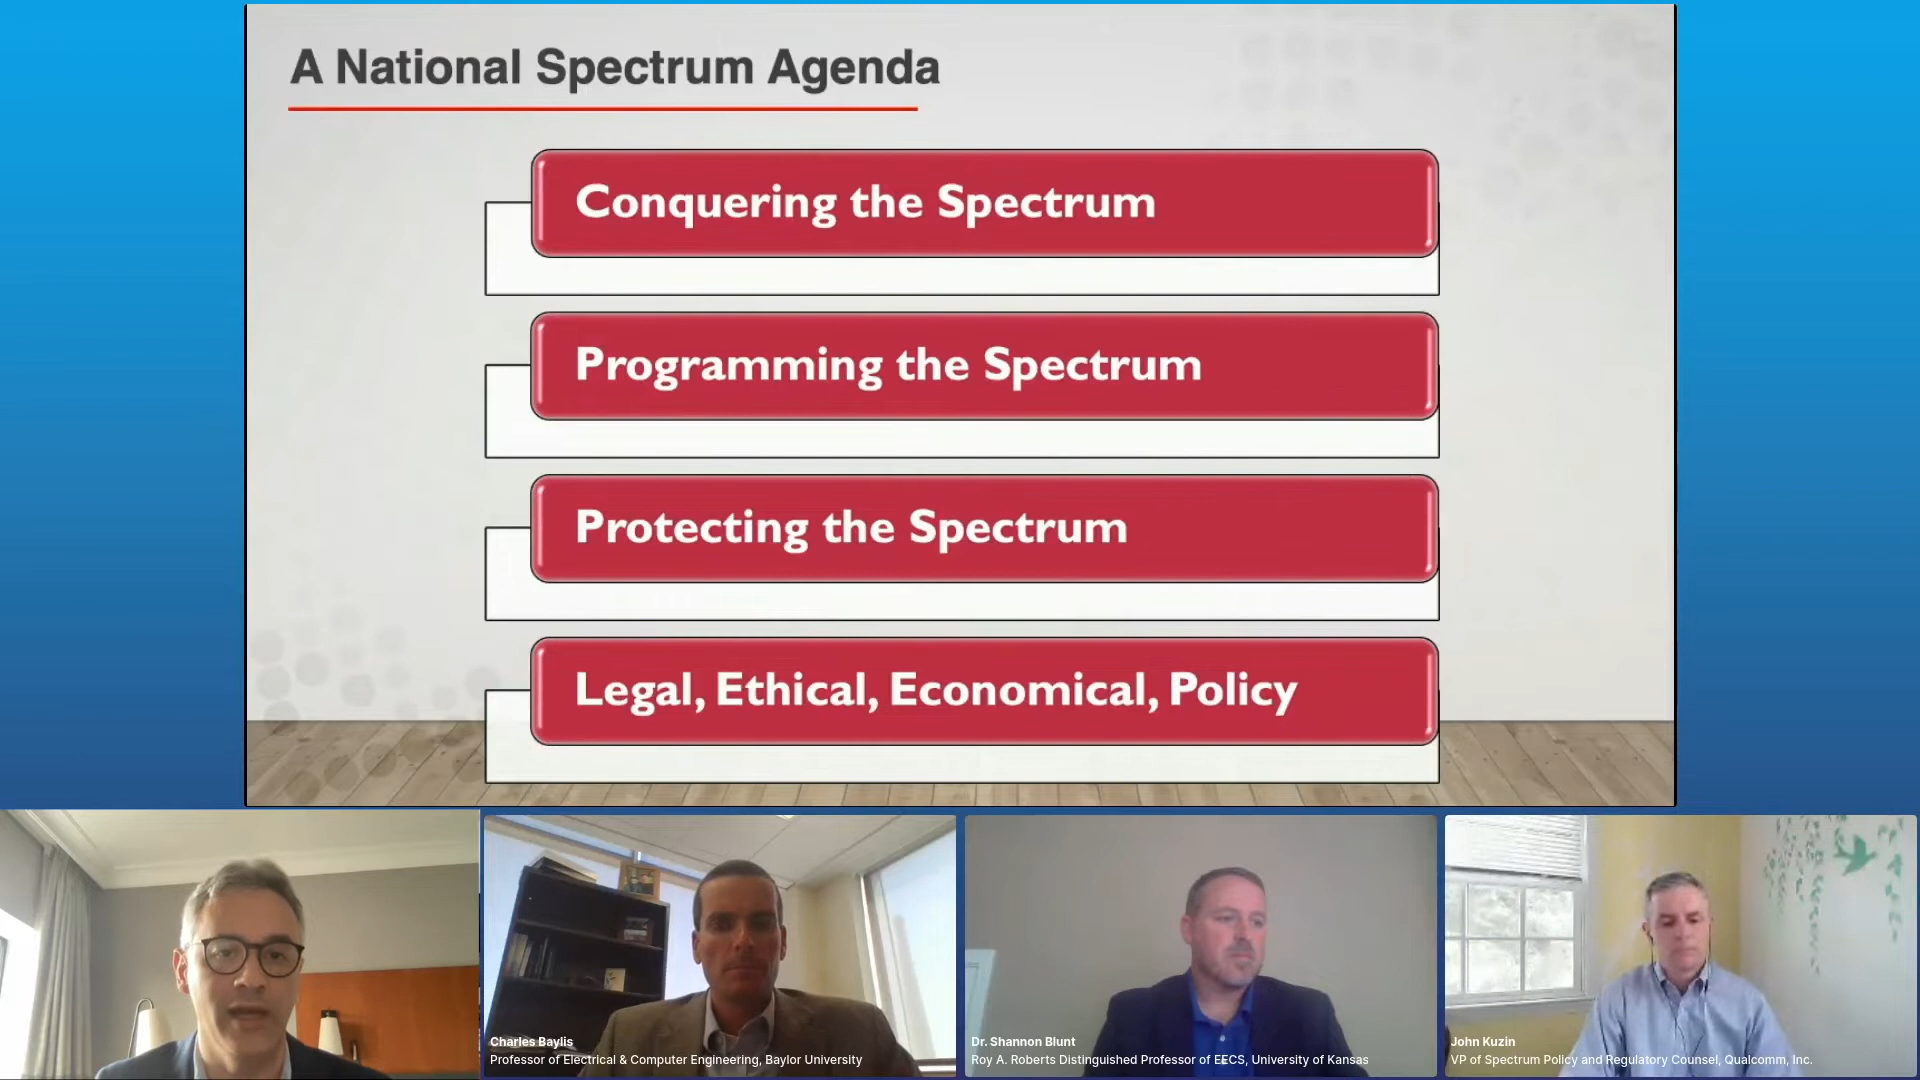 A National Spectrum Agenda
Conquering the Spectrum
Programming the Spectrum
Protecting the Spectrum
Legal, Ethical, Economical, Policy
Charles Baylis
Professor of Electrical & Computer Engineering, Baylor University
Dr. Shannon Blunt
Roy A. Roberts Distinguished Professor of EECS, University of Kansas
John Kuzin
VP of Spectrum Policy and Regulatory Counsel, Qualcomm, Inc.